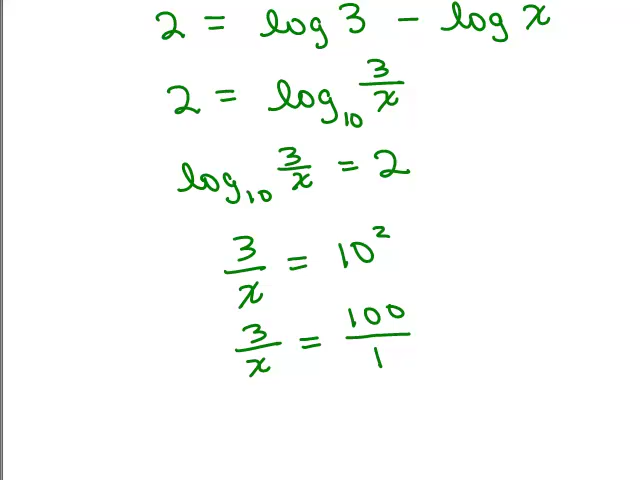 2 = log 3 − log x
2 = log₁₀ 3/x
log₁₀ 3/x = 2
3/x = 10²
3/x = 100/1